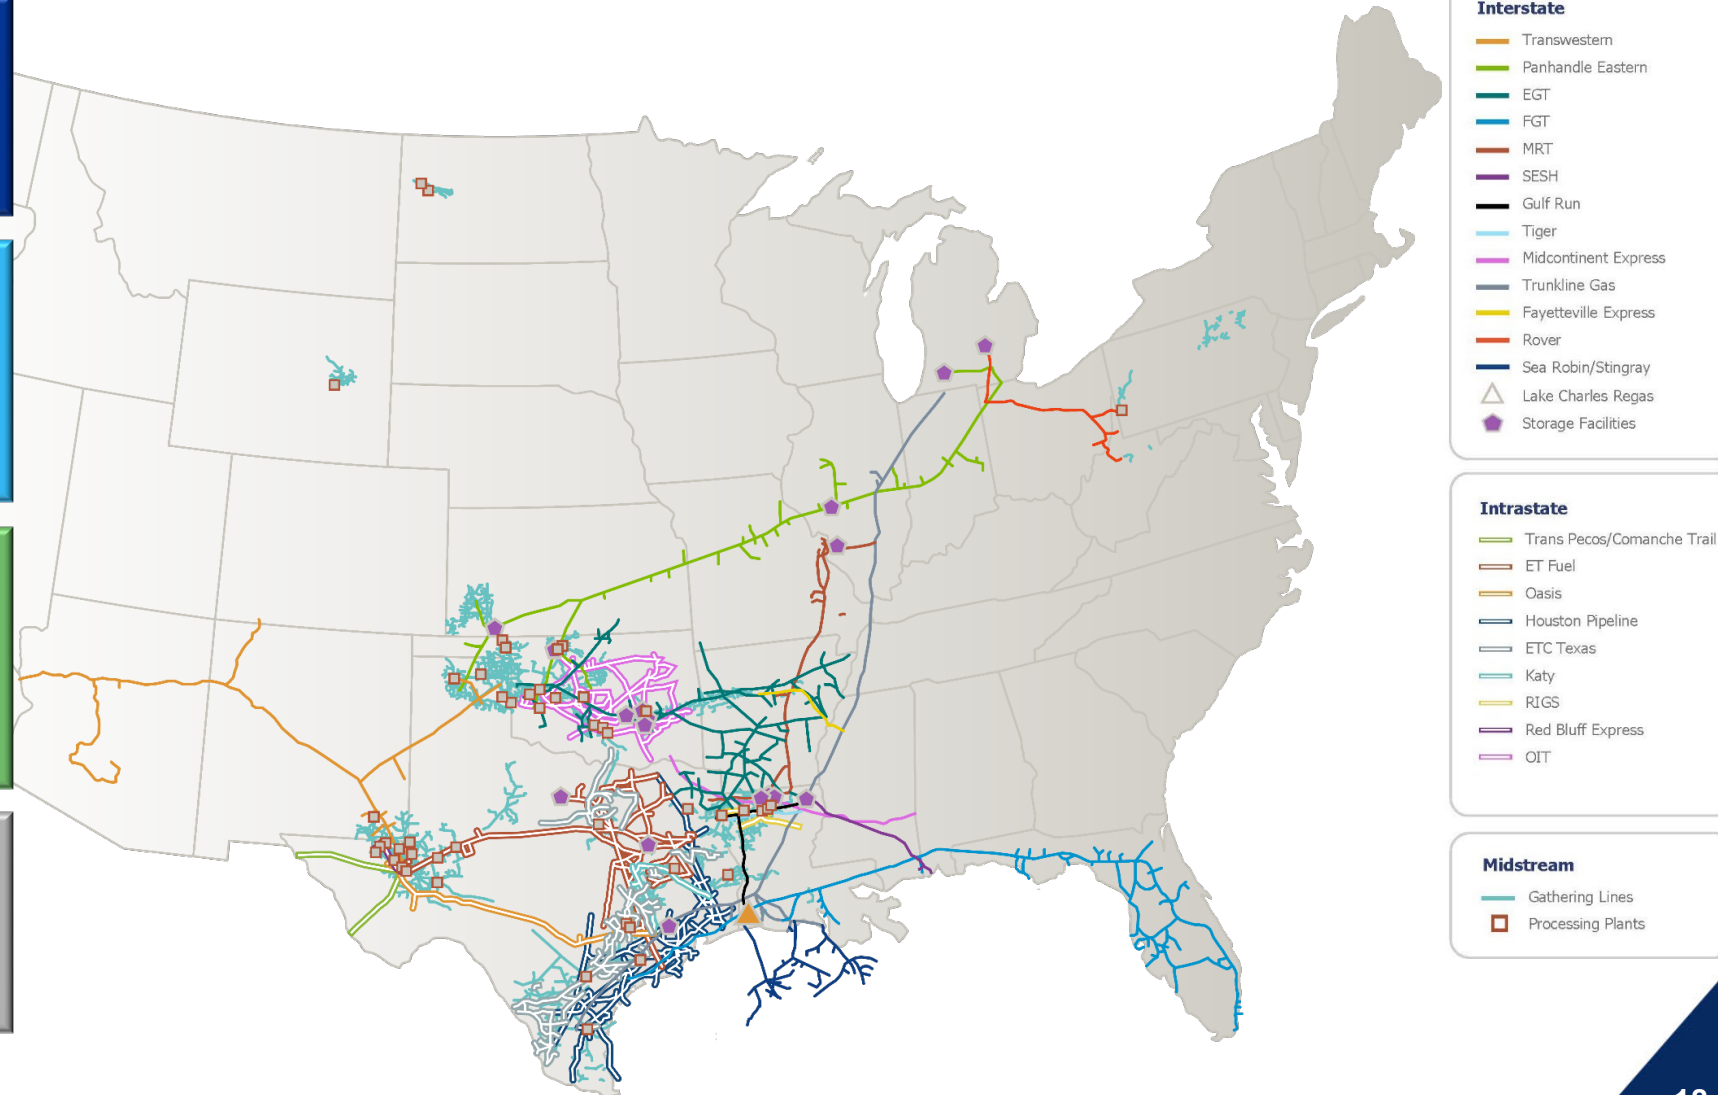 Interstate
Transwestern
Panhandle Eastern
EGT
FGT
MRT
SESH
Gulf Run
Tiger
Midcontinent Express
Trunkline Gas
Fayetteville Express
Rover
Sea Robin/Stingray
Lake Charles Regas
Storage Facilities
Intrastate
Trans Pecos/Comanche Trail
ET Fuel
Oasis
Houston Pipeline
ETC Texas
Katy
RIGS
Red Bluff Express
OIT
Midstream
Gathering Lines
Processing Plants